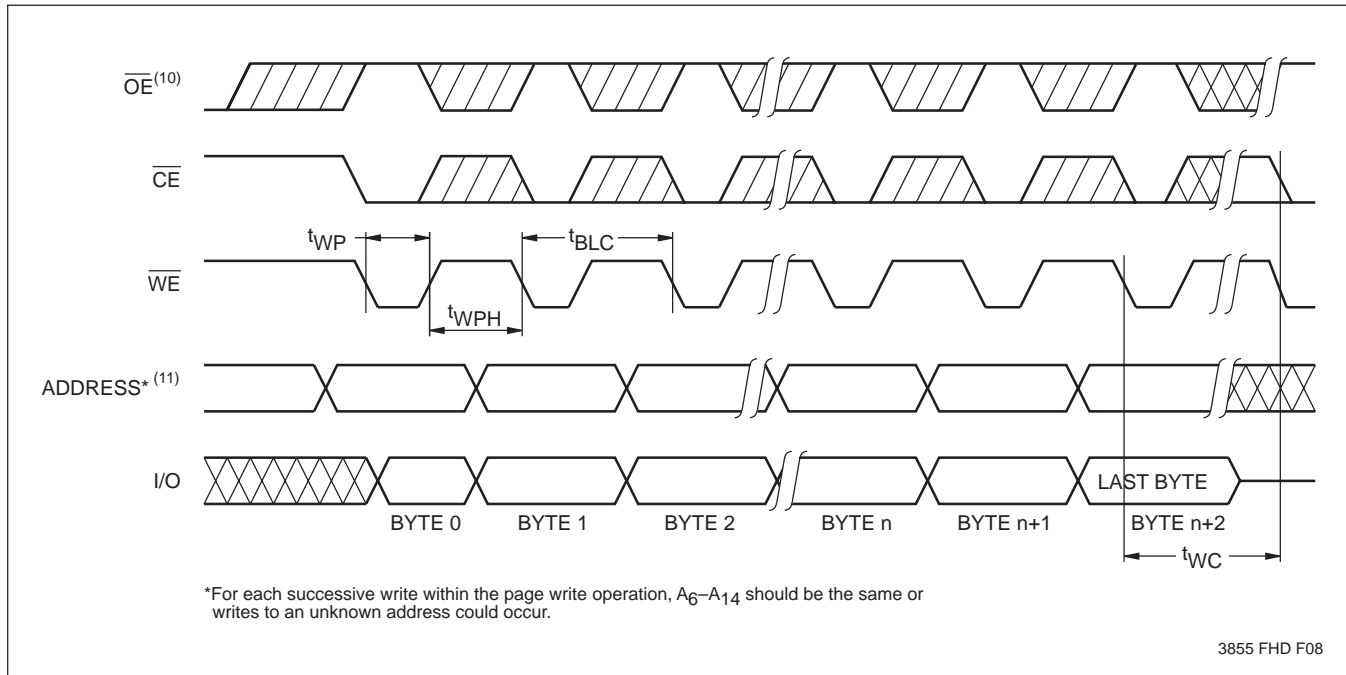 OE(10)
CE
tWP
tBLC
WE
tWPH
ADDRESS* (11)
I/O
LAST BYTE
BYTE 0 BYTE 1 BYTE 2 BYTE n BYTE n+1 BYTE n+2
tWC
*For each successive write within the page write operation, A6–A14 should be the same or
writes to an unknown address could occur.
3855 FHD F08